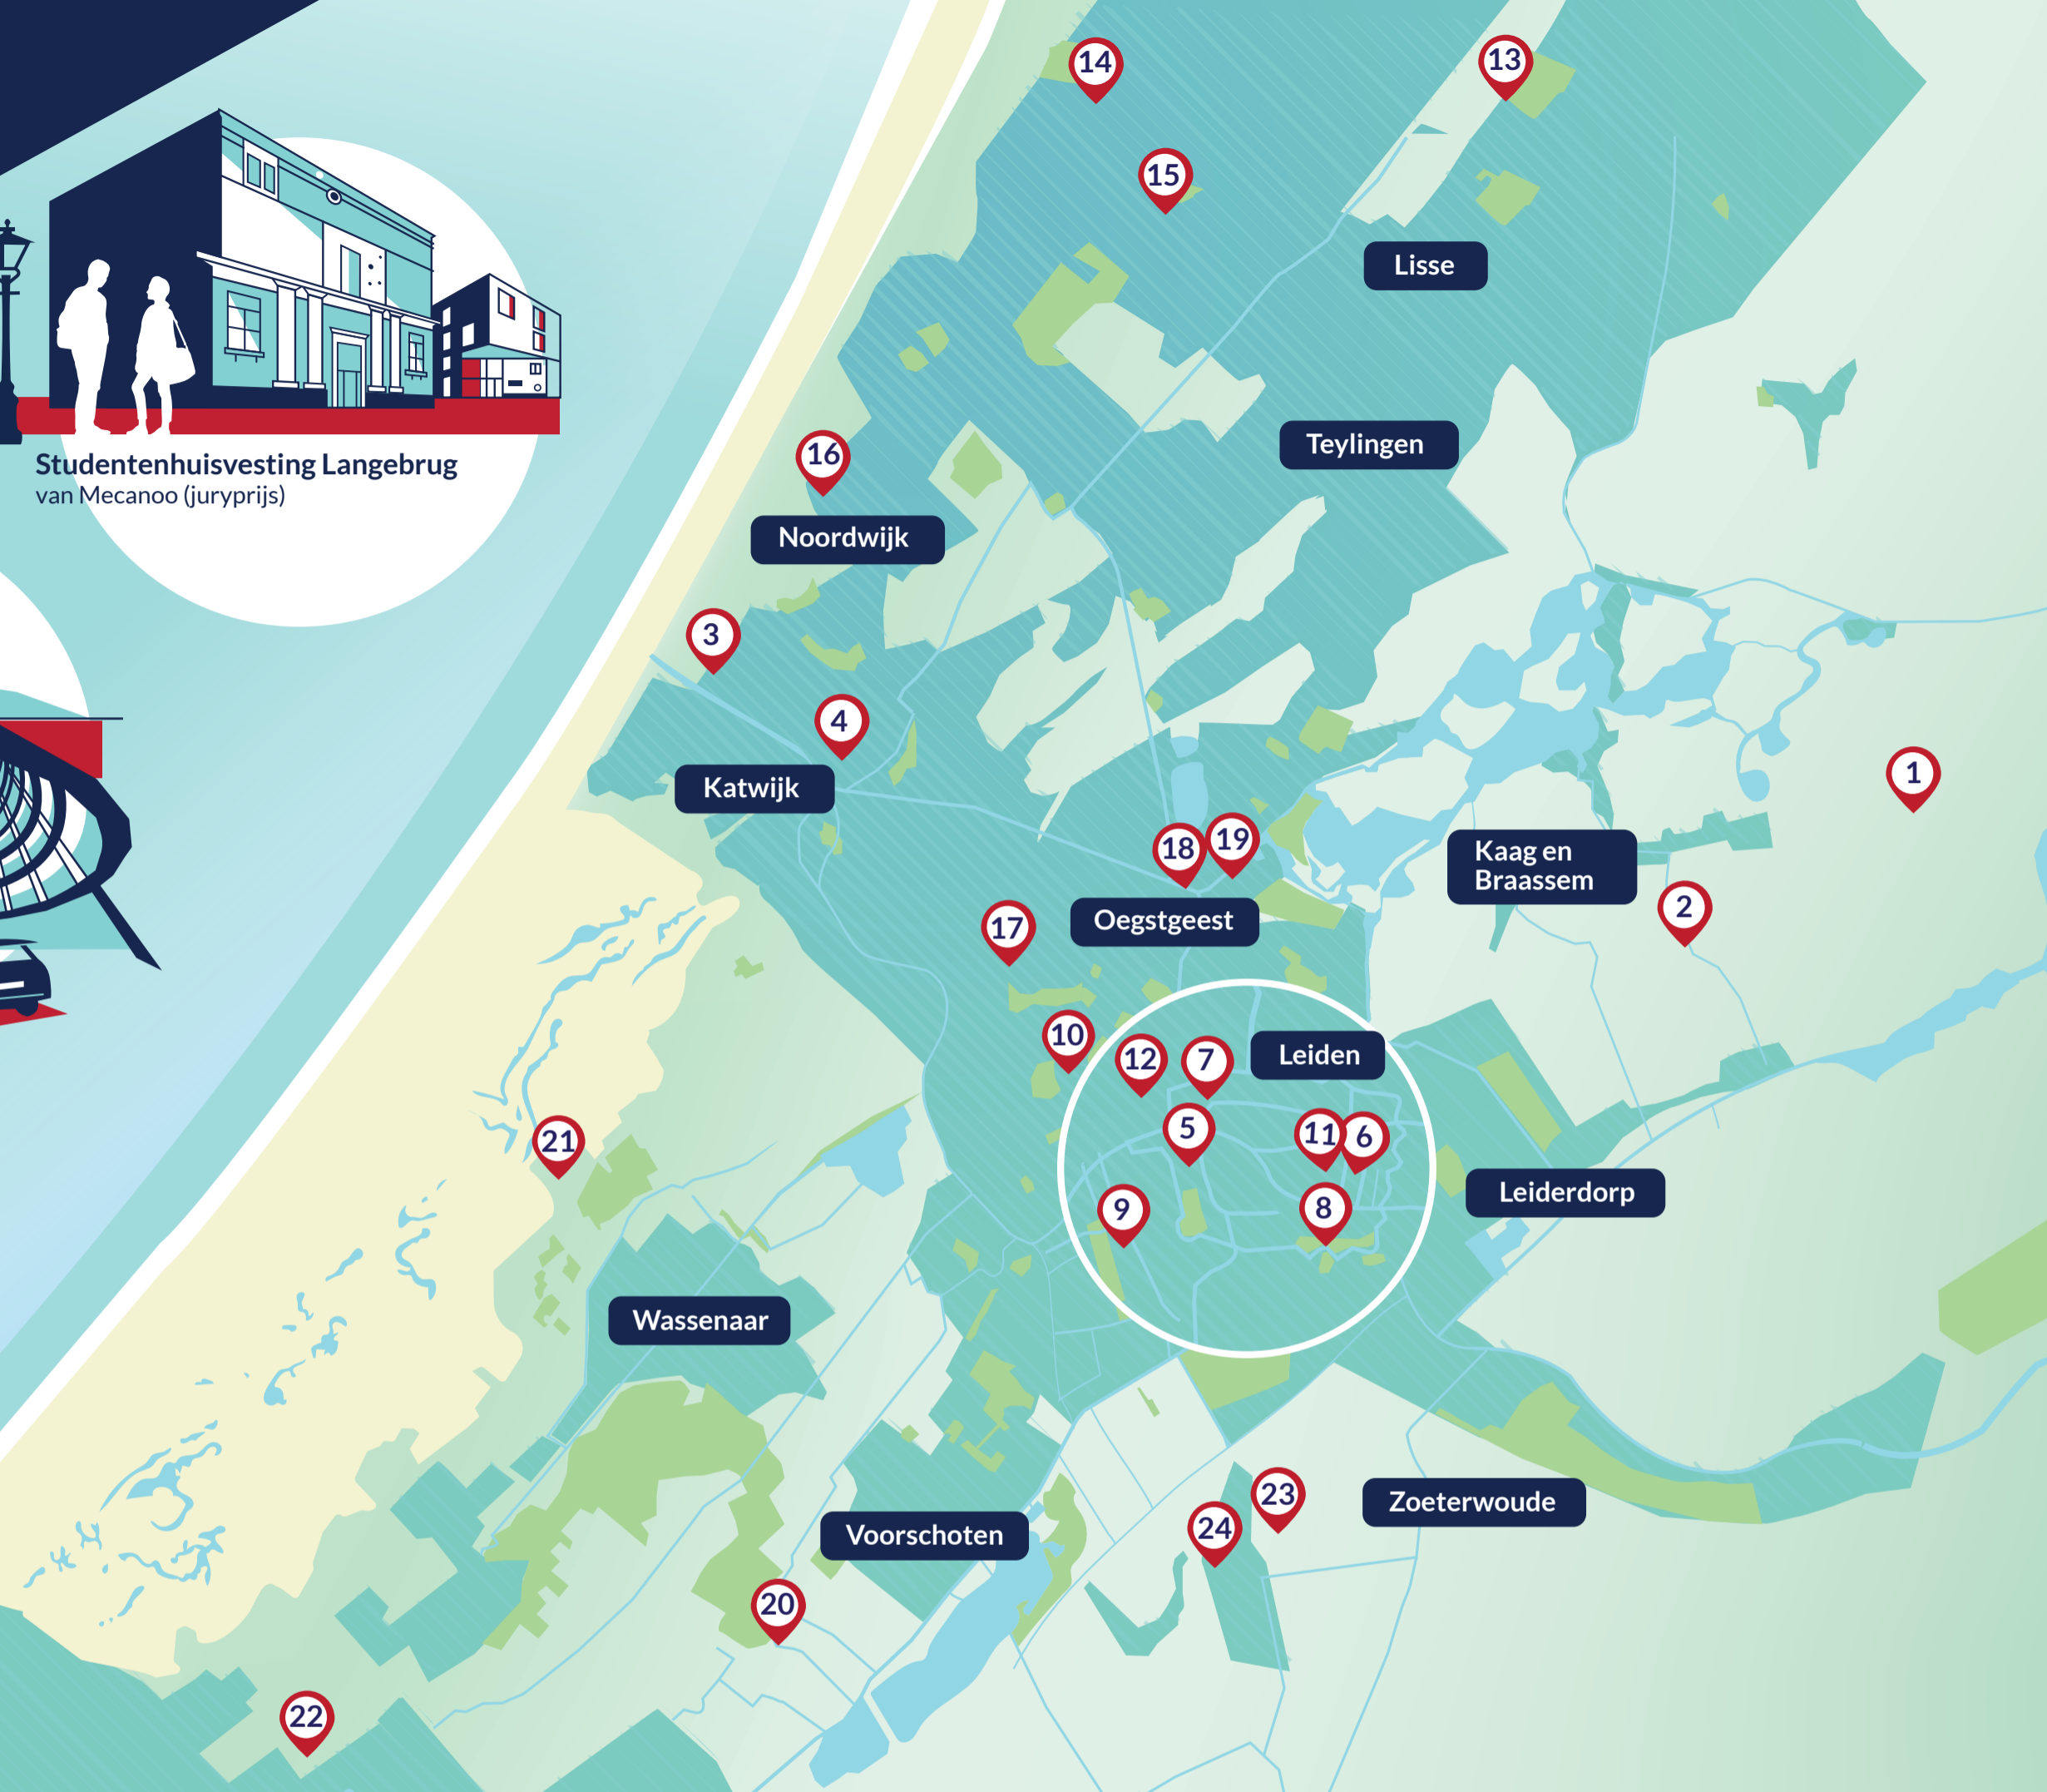 14
13
15
Lisse
Teylingen
Studentenhuisvesting Langebrug
van Mecanoo (juryprijs)
16
Noordwijk
3
4
Katwijk
1
18
19
Kaag en
Braassem
2
17
Oegstgeest
10
12
7
Leiden
5
11
6
21
9
8
Leiderdorp
Wassenaar
23
24
Zoeterwoude
Voorschoten
20
22